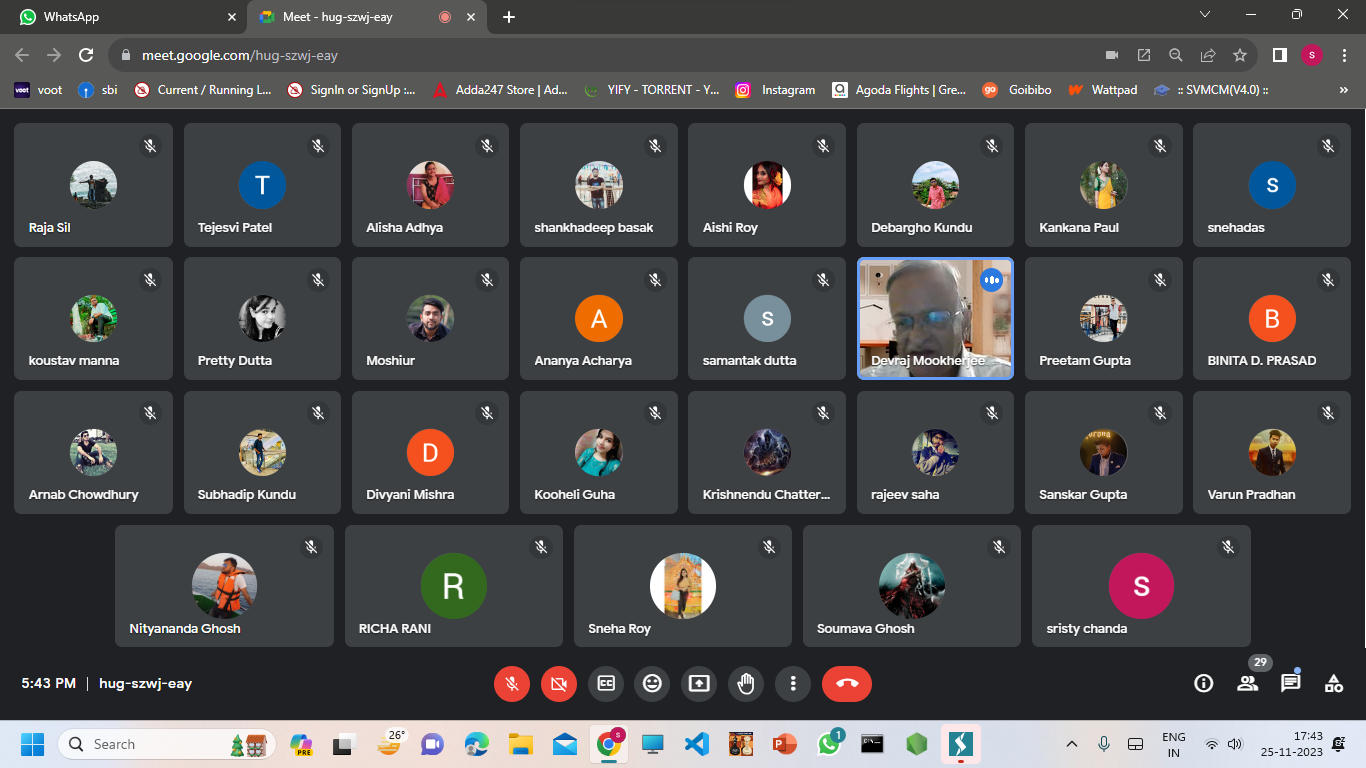 WhatsApp
Meet - hug-szwj-eay
meet.google.com/hug-szwj-eay
S
voot voot sbi Current / Running L... SignIn or SignUp :... Adda247 Store | Ad... YIFY - TORRENT - Y... Instagram Agoda Flights | Gre... go Goibibo Wattpad :: SVMCM(V4.0) :: »
T S
Raja Sil Tejesvi Patel Alisha Adhya shankhadeep basak Aishi Roy Debargho Kundu Kankana Paul snehadas
A S B
koustav manna Pretty Dutta Moshiur Ananya Acharya samantak dutta Devraj Mookherjee Preetam Gupta BINITA D. PRASAD
D
Arnab Chowdhury Subhadip Kundu Divyani Mishra Kooheli Guha Krishnendu Chatter... rajeev saha Sanskar Gupta Varun Pradhan
R S
Nityananda Ghosh RICHA RANI Sneha Roy Soumava Ghosh sristy chanda
5:43 PM | hug-szwj-eay CC 29
Search PRE 26° S 1 ENG IN 17:43
25-11-2023